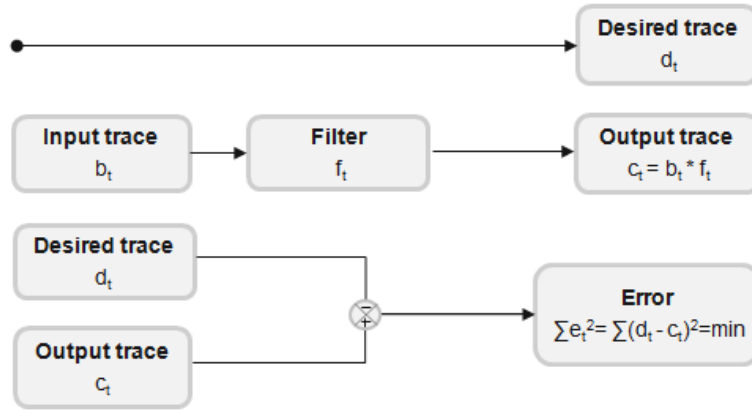 Desired trace
dₜ
Input trace
bₜ
Filter
fₜ
Output trace
cₜ = bₜ * fₜ
Desired trace
dₜ
−
+
Output trace
cₜ
Error
∑eₜ²= ∑(dₜ - cₜ)²=min